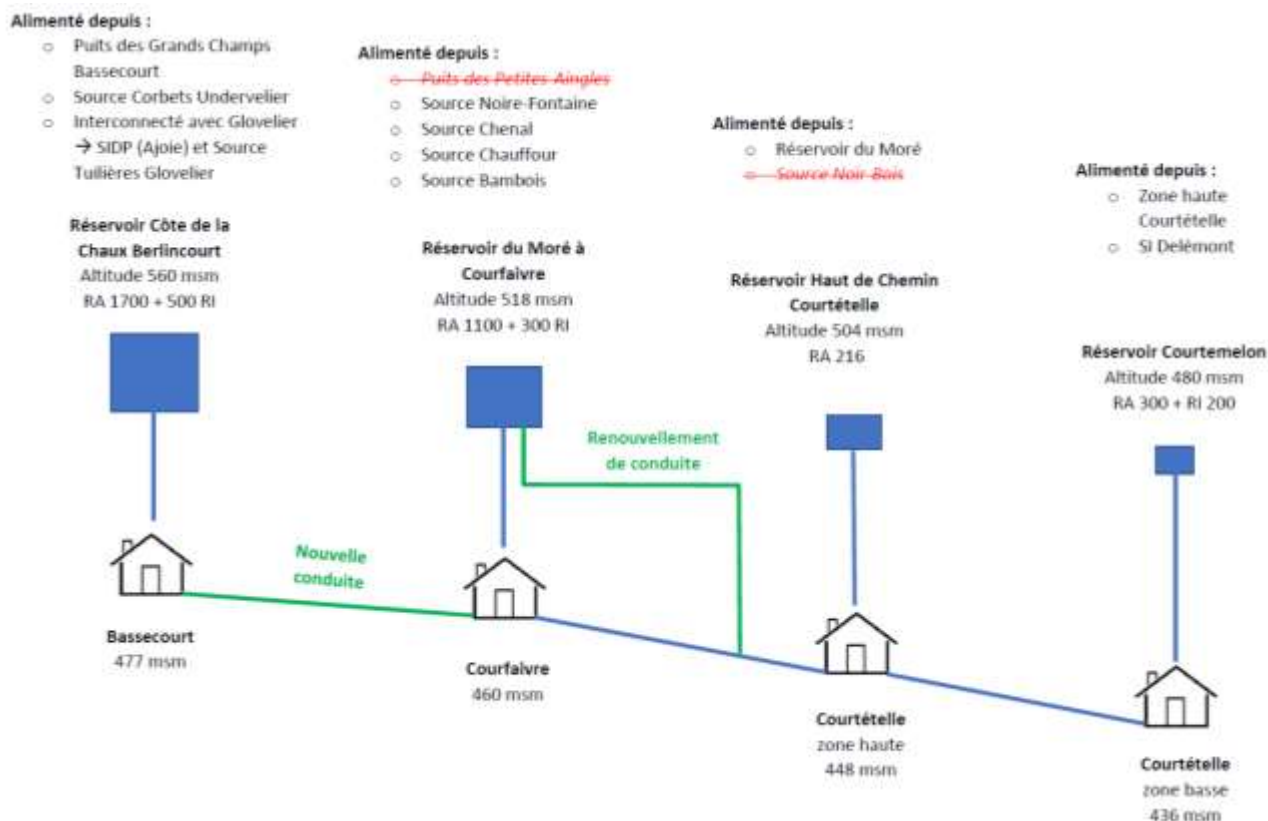 Alimenté depuis :
o Puits des Grands Champs
Bassecourt
o Source Corbets Undervelier
o Interconnecté avec Glovelier
→ SIDP (Ajoie) et Source
Tuilières Glovelier
Réservoir Côte de la
Chaux Berlincourt
Altitude 560 msm
RA 1700 + 500 RI
Alimenté depuis :
o Puits des Petites Aingles
o Source Noire-Fontaine
o Source Chenal
o Source Chauffour
o Source Bambois
Réservoir du Moré à
Courfaivre
Altitude 518 msm
RA 1100 + 300 RI
Alimenté depuis :
o Réservoir du Moré
o Source Noir Bois
Réservoir Haut de Chemin
Courtételle
Altitude 504 msm
RA 216
Alimenté depuis :
o Zone haute
Courtételle
o SI Delémont
Réservoir Courtemelon
Altitude 480 msm
RA 300 + RI 200
Renouvellement
de conduite
Nouvelle
conduite
Bassecourt
477 msm
Courfaivre
460 msm
Courtételle
zone haute
448 msm
Courtételle
zone basse
436 msm